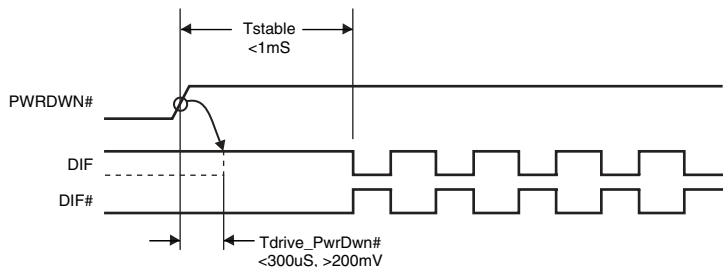 Tstable
<1mS
PWRDWN#
DIF
DIF#
Tdrive_PwrDwn#
<300uS, >200mV